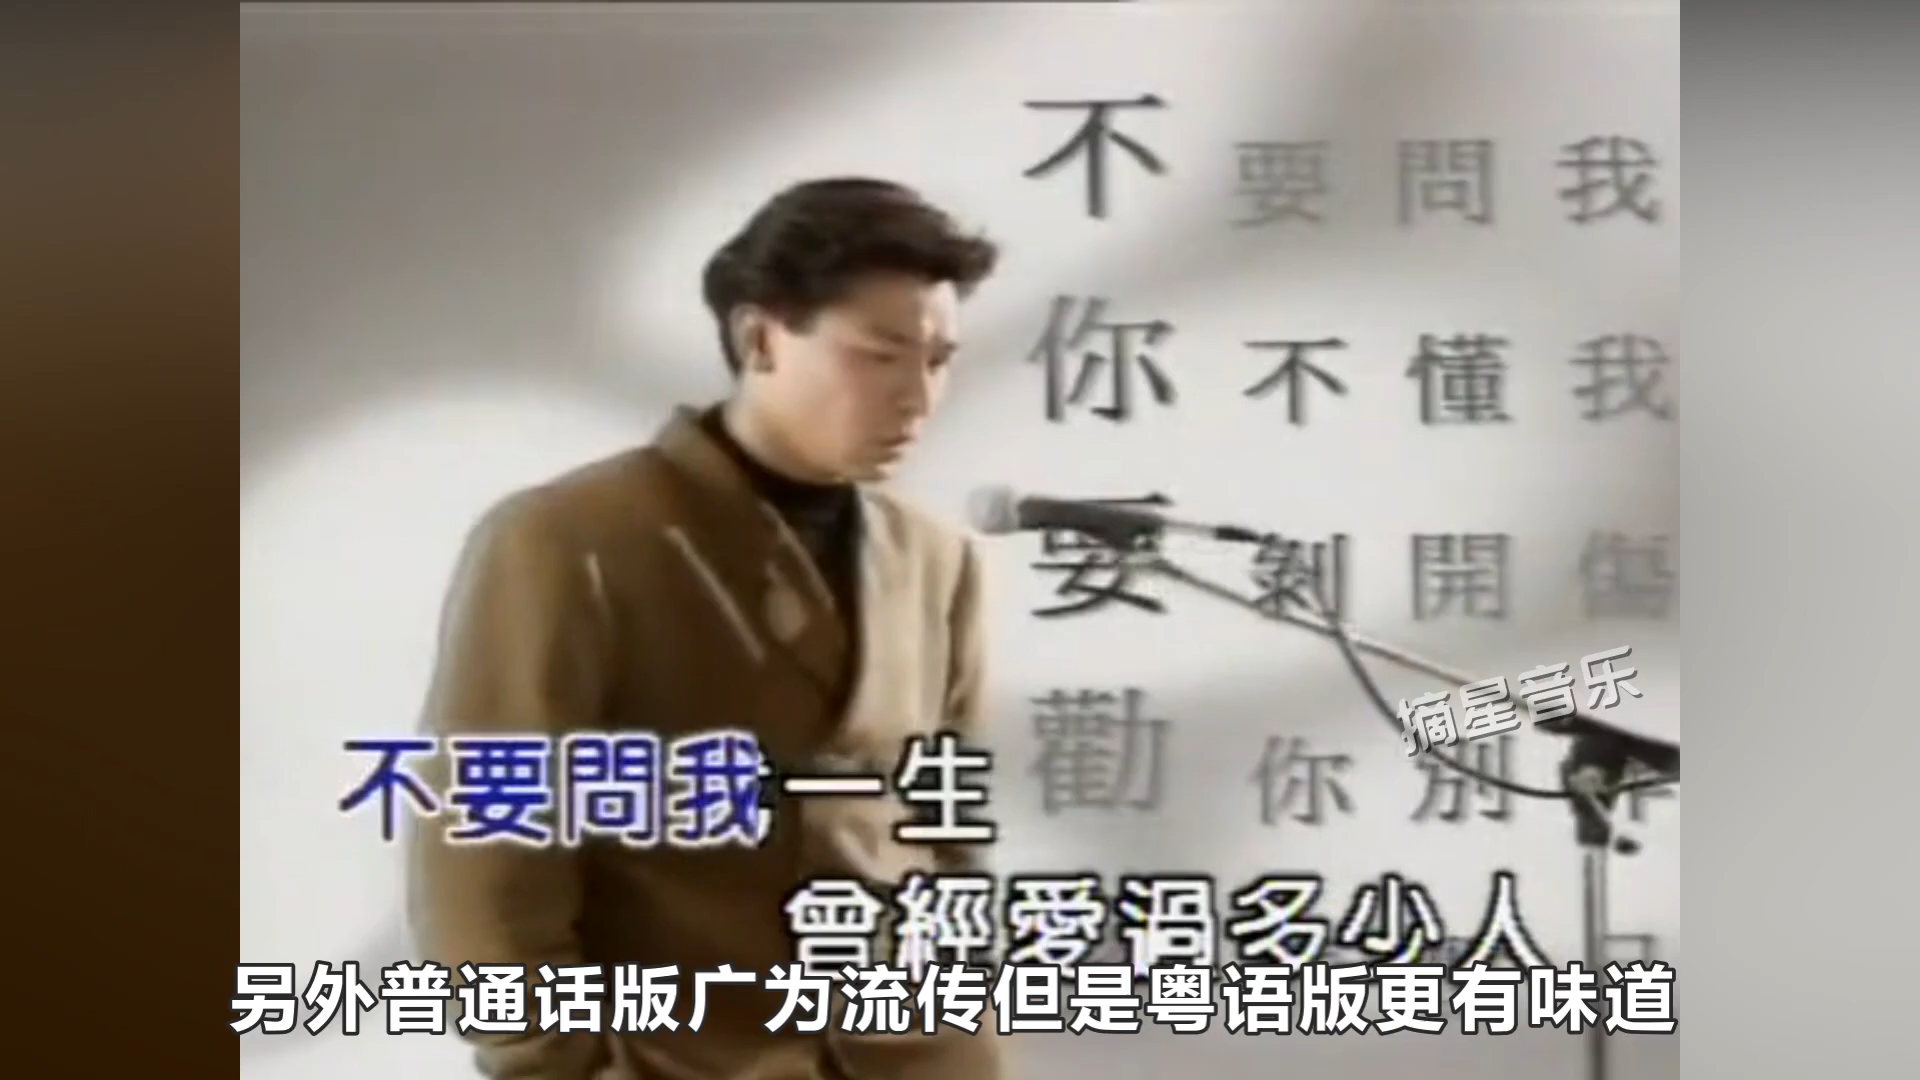 不要問我
你不懂我
要剝開傷
勸你別
摘星音乐
不要問我一生
曾經愛過多少人
另外普通话版广为流传但是粤语版更有味道